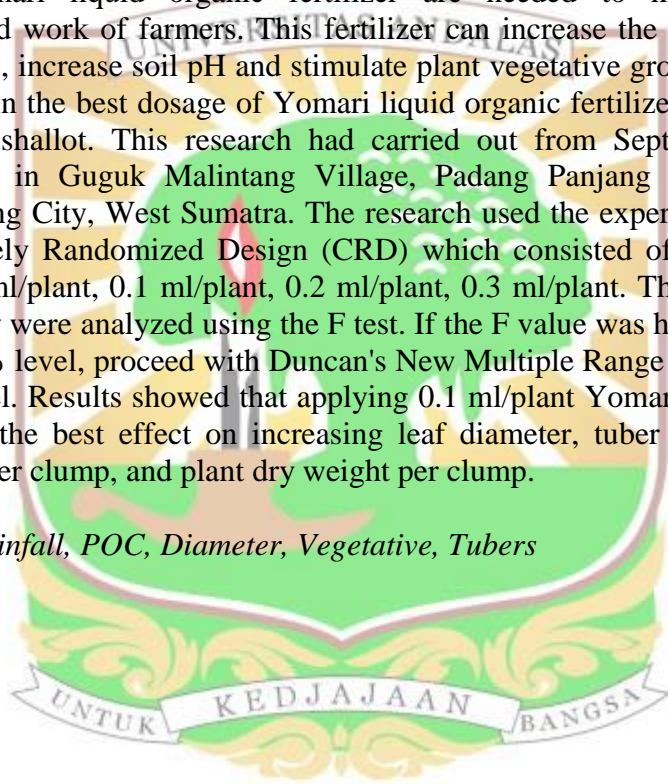 mari liquid organic fertilizer are needed to
d work of farmers. This fertilizer can increase the
, increase soil pH and stimulate plant vegetative gro
n the best dosage of Yomari liquid organic fertilize
shallot. This research had carried out from Sept
in Guguk Malintang Village, Padang Panjang
ng City, West Sumatra. The research used the exper
ely Randomized Design (CRD) which consisted of
ml/plant, 0.1 ml/plant, 0.2 ml/plant, 0.3 ml/plant. Th
were analyzed using the F test. If the F value was h
level, proceed with Duncan's New Multiple Range
el. Results showed that applying 0.1 ml/plant Yomar
the best effect on increasing leaf diameter, tuber
er clump, and plant dry weight per clump.
nfall, POC, Diameter, Vegetative, Tubers
UNIVERSITAS ANDALAS
UNTUK KEDJAJAAN BANGSA